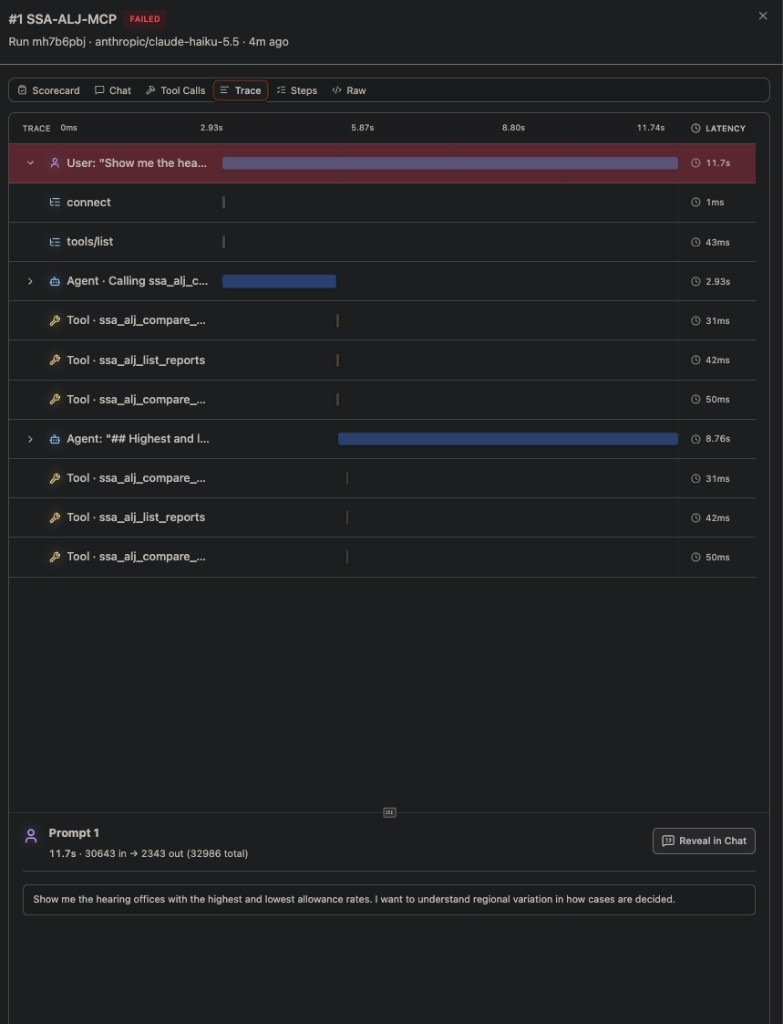 #1 SSA-ALJ-MCP FAILED
Run mh7b6pbj · anthropic/claude-haiku-5.5 · 4m ago
Scorecard Chat Tool Calls Trace Steps Raw
TRACE 0ms 2.93s 5.87s 8.80s 11.74s LATENCY
User: "Show me the hea... 11.7s
connect 1ms
tools/list 43ms
Agent · Calling ssa_alj_c... 2.93s
Tool · ssa_alj_compare_... 31ms
Tool · ssa_alj_list_reports 42ms
Tool · ssa_alj_compare_... 50ms
Agent: "## Highest and l... 8.76s
Tool · ssa_alj_compare_... 31ms
Tool · ssa_alj_list_reports 42ms
Tool · ssa_alj_compare_... 50ms
Prompt 1
11.7s · 30643 in → 2343 out (32986 total)
Reveal in Chat
Show me the hearing offices with the highest and lowest allowance rates. I want to understand regional variation in how cases are decided.